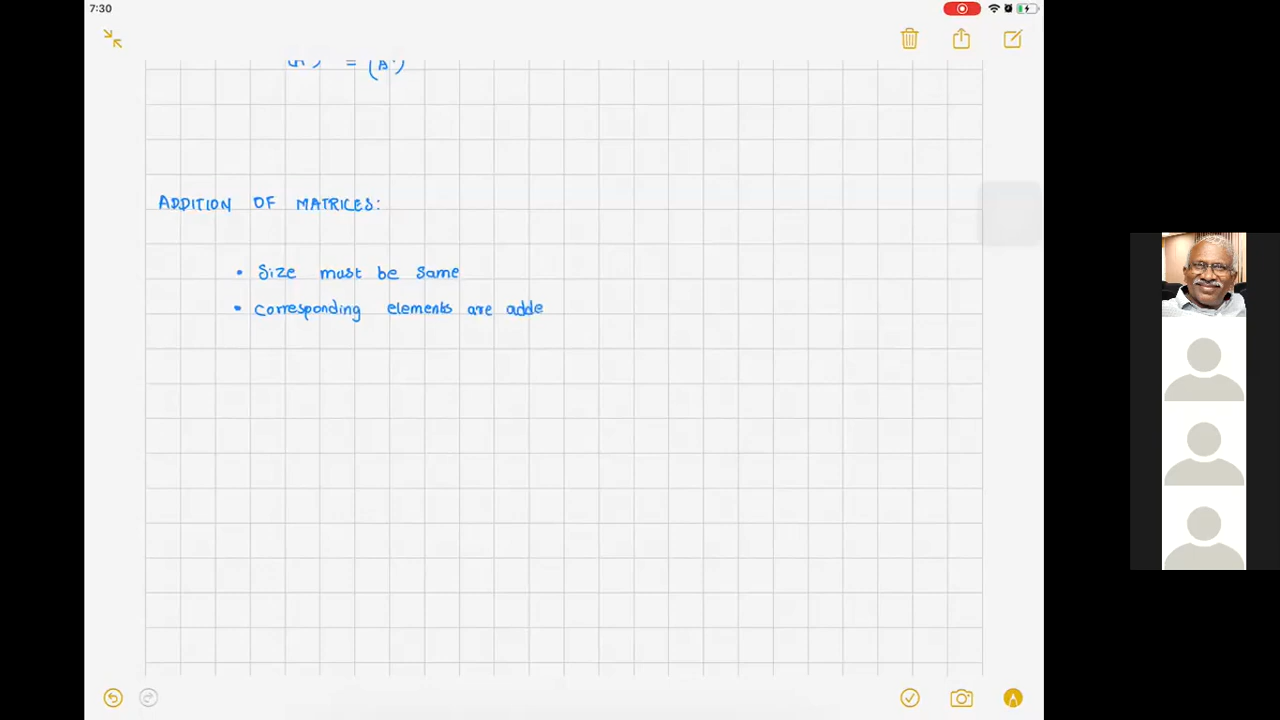 7:30
= (A
ADDITION OF MATRICES:
• Size must be same
• corresponding elements are adde